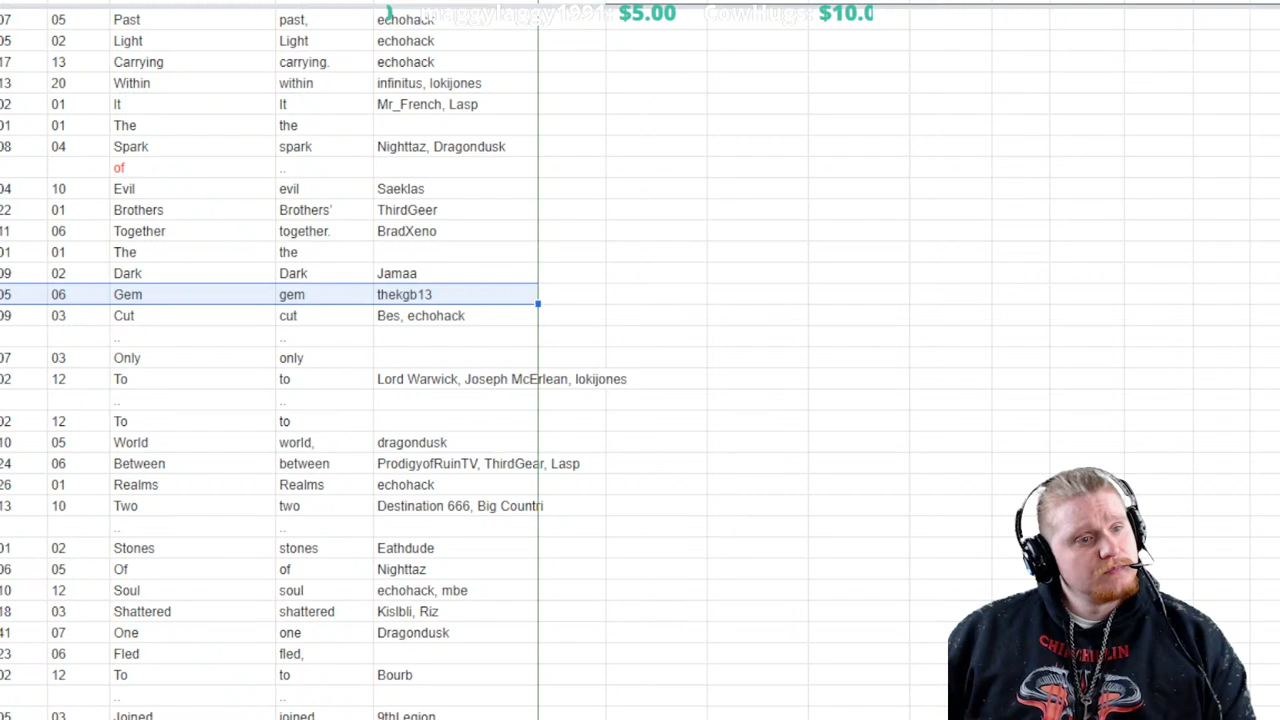 ) maggylaggy1991: $5.00 CowHugs: $10.0
07 05 Past past, echohack
05 02 Light Light echohack
17 13 Carrying carrying. echohack
13 20 Within within infinitus, lokijones
02 01 It It Mr_French, Lasp
01 01 The the
08 04 Spark spark Nighttaz, Dragondusk
of ..
04 10 Evil evil Saeklas
22 01 Brothers Brothers' ThirdGeer
11 06 Together together. BradXeno
01 01 The the
09 02 Dark Dark Jamaa
05 06 Gem gem thekgb13
09 03 Cut cut Bes, echohack
.. ..
07 03 Only only
02 12 To to Lord Warwick, Joseph McErlean, lokijones
.. ..
02 12 To to
10 05 World world, dragondusk
24 06 Between between ProdigyofRuinTV, ThirdGear, Lasp
26 01 Realms Realms echohack
13 10 Two two Destination 666, Big Countri
.. ..
01 02 Stones stones Eathdude
06 05 Of of Nighttaz
10 12 Soul soul echohack, mbe
18 03 Shattered shattered Kislbli, Riz
41 07 One one Dragondusk
23 06 Fled fled,
02 12 To to Bourb
.. ..
05 03 Joined joined 9thLegion